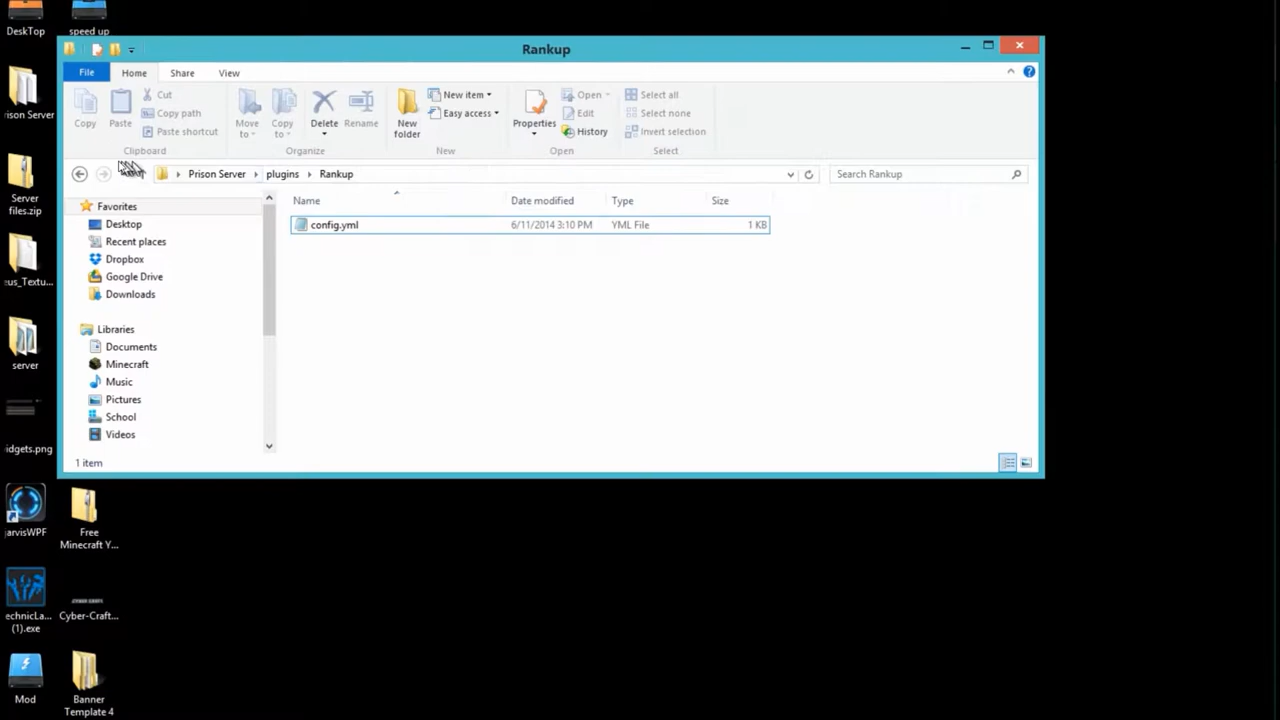 DeskTop
speed up
rison Server
Server
files.zip
eus_Textu...
server
idgets.png
jarvisWPF
Free
Minecraft Y...
echnicLa...
(1).exe
Cyber-Craft...
Mod
Banner
Template 4
Rankup
File
Home
Share
View
Copy
Paste
Cut
Copy path
Paste shortcut
Clipboard
Move
to
Copy
to
Delete
Rename
Organize
New
folder
New item
Easy access
New
Properties
Open
Edit
History
Open
Select all
Select none
Invert selection
Select
Prison Server
plugins
Rankup
Search Rankup
Favorites
Desktop
Recent places
Dropbox
Google Drive
Downloads
Libraries
Documents
Minecraft
Music
Pictures
School
Videos
Name
Date modified
Type
Size
config.yml
6/11/2014 3:10 PM
YML File
1 KB
1 item